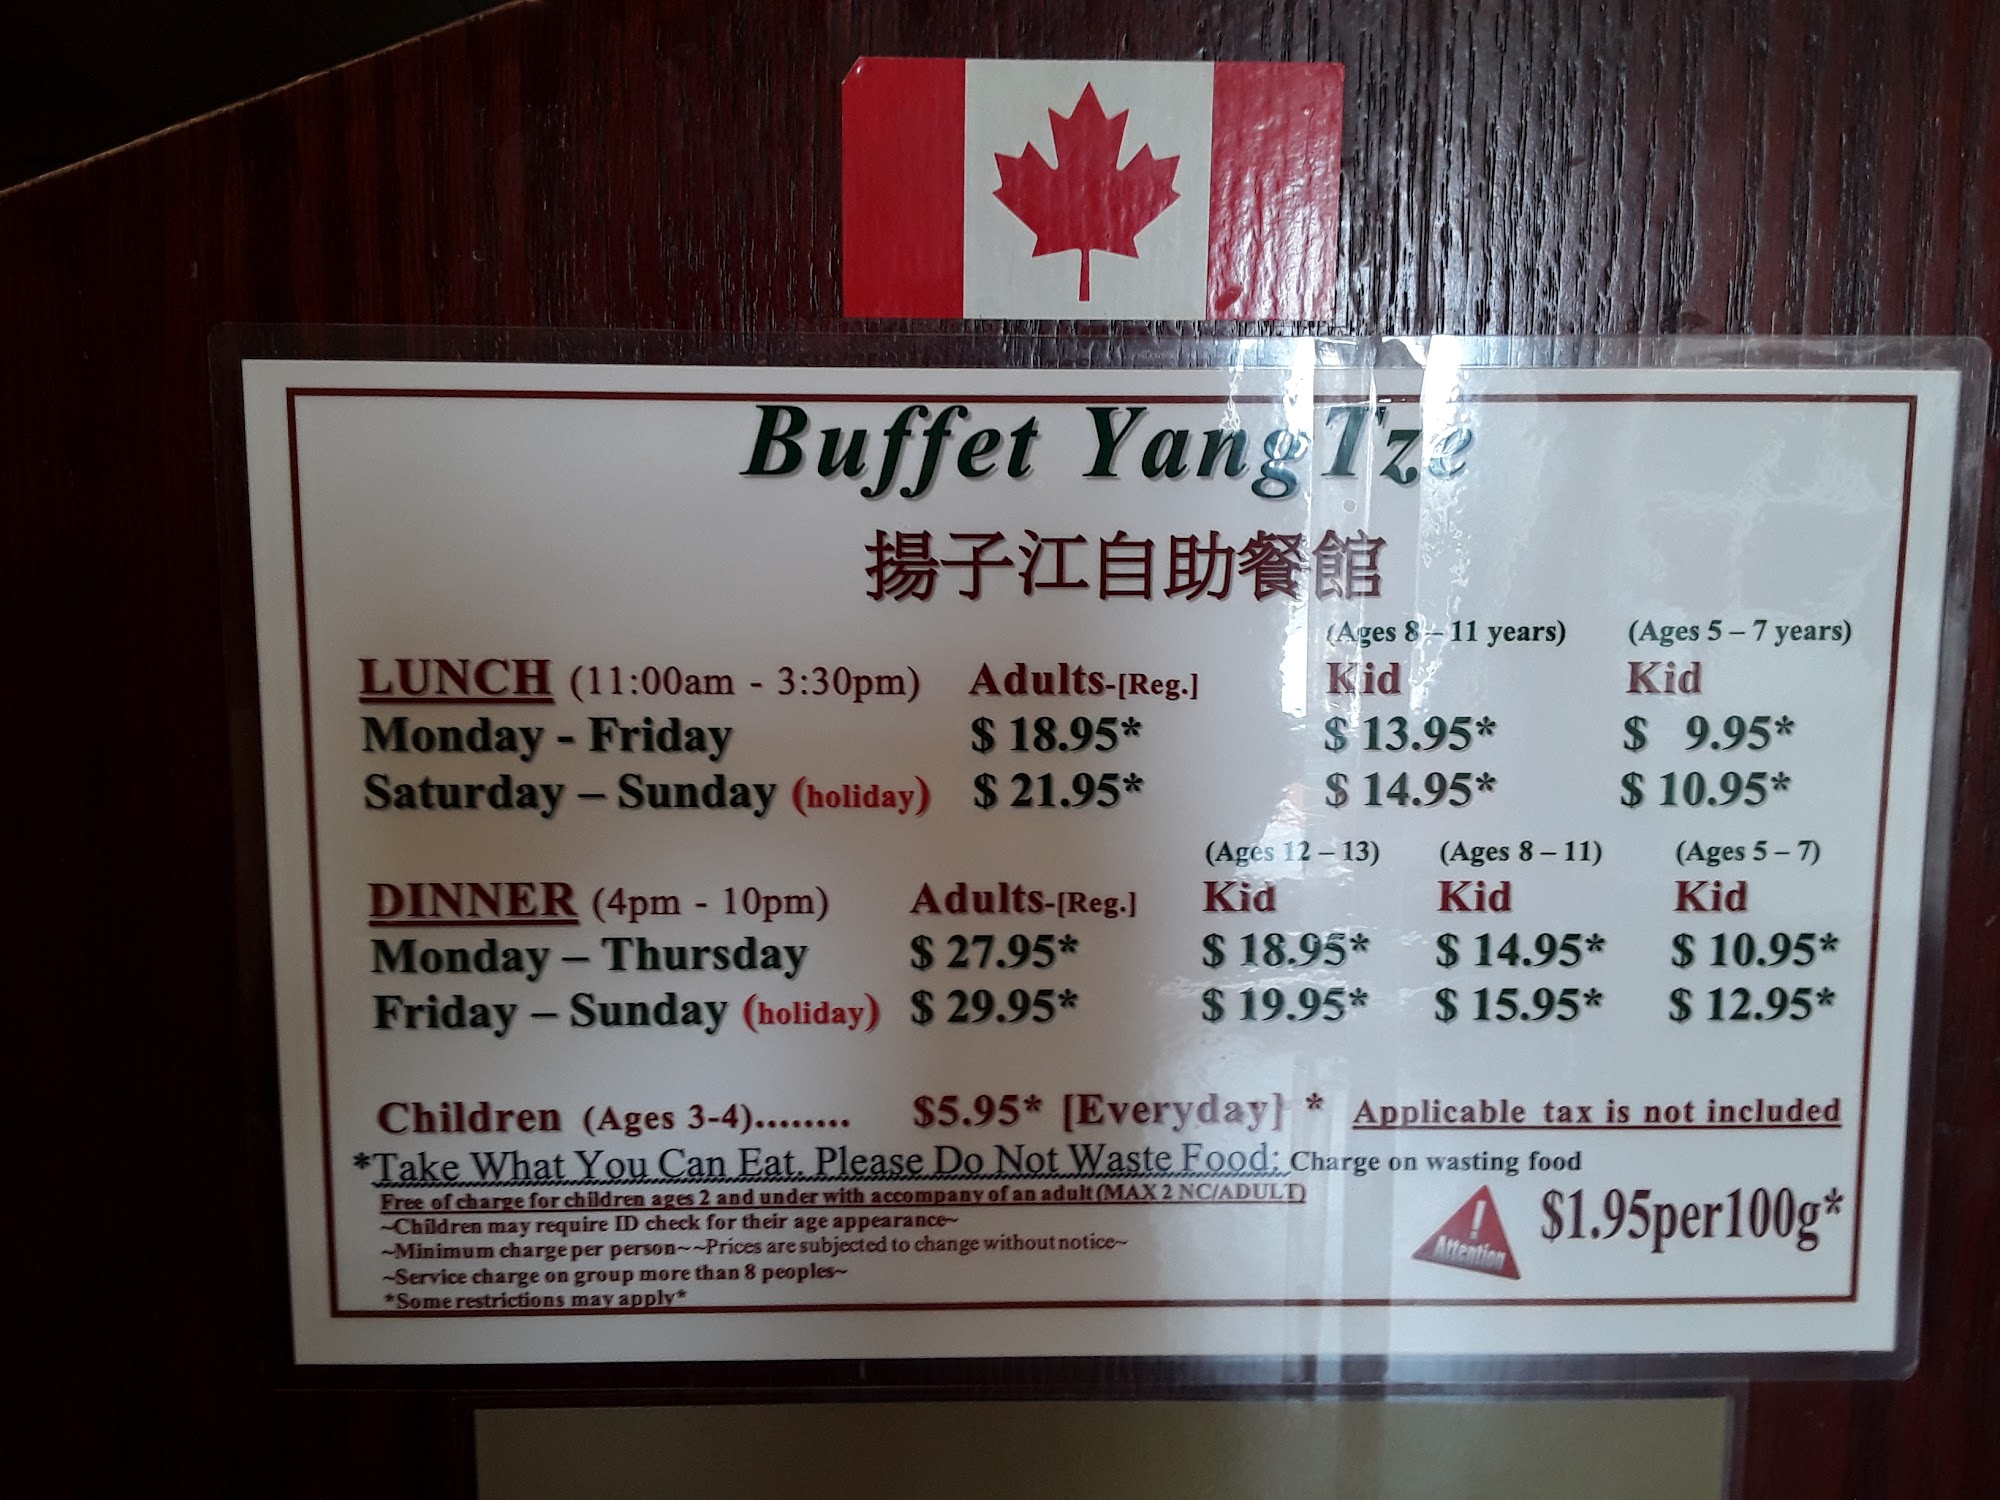 Buffet YangTze
揚子江自助餐館
(Ages 8 – 11 years) (Ages 5 – 7 years)
LUNCH (11:00am - 3:30pm) Adults-[Reg.] Kid Kid
Monday - Friday $ 18.95* $ 13.95* $ 9.95*
Saturday – Sunday (holiday) $ 21.95* $ 14.95* $ 10.95*
(Ages 12 – 13) (Ages 8 – 11) (Ages 5 – 7)
DINNER (4pm - 10pm) Adults-[Reg.] Kid Kid Kid
Monday – Thursday $ 27.95* $ 18.95* $ 14.95* $ 10.95*
Friday – Sunday (holiday) $ 29.95* $ 19.95* $ 15.95* $ 12.95*
Children (Ages 3-4)........ $5.95* [Everyday} * Applicable tax is not included
*Take What You Can Eat. Please Do Not Waste Food: Charge on wasting food
Free of charge for children ages 2 and under with accompany of an adult (MAX 2 NC/ADULT)
~Children may require ID check for their age appearance~
~Minimum charge per person~~Prices are subjected to change without notice~
~Service charge on group more than 8 peoples~
*Some restrictions may apply*
! Attention $1.95per100g*